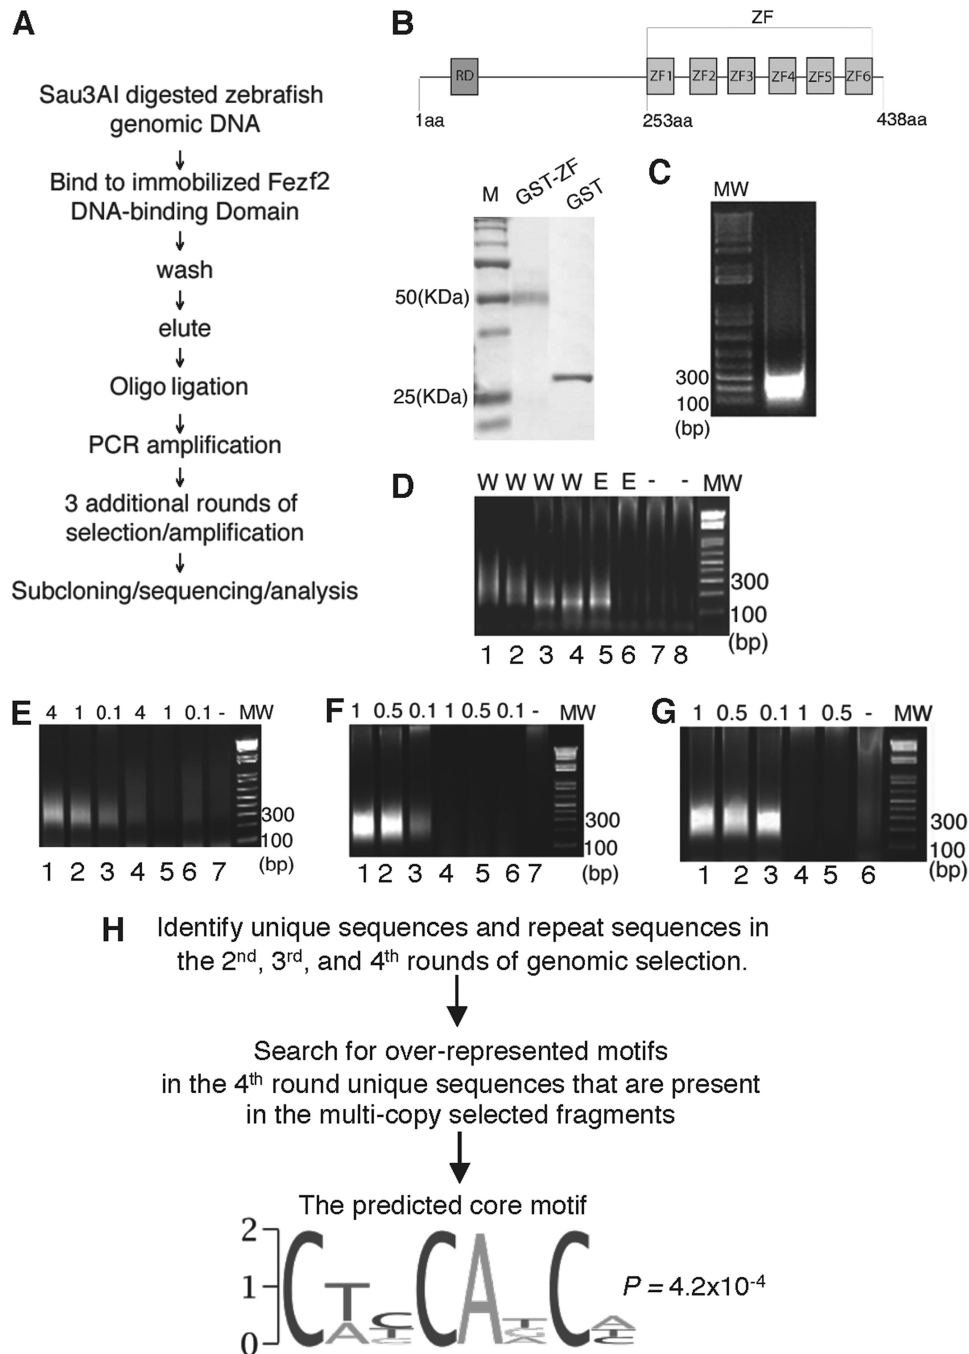 A
Sau3AI digested zebrafish
genomic DNA
Bind to immobilized Fezf2
DNA-binding Domain
wash
elute
Oligo ligation
PCR amplification
3 additional rounds of
selection/amplification
Subcloning/sequencing/analysis
B
ZF
RD ZF1 ZF2 ZF3 ZF4 ZF5 ZF6
1aa 253aa 438aa
M GST-ZF GST
50(KDa)
25(KDa)
C
MW
300
100
(bp)
D W W W W E E - - MW
300
100
(bp)
1 2 3 4 5 6 7 8
E 4 1 0.1 4 1 0.1 - MW
300
100
(bp)
1 2 3 4 5 6 7
F 1 0.5 0.1 1 0.5 0.1 - MW
300
100
(bp)
1 2 3 4 5 6 7
G 1 0.5 0.1 1 0.5 - MW
300
100
(bp)
1 2 3 4 5 6
H Identify unique sequences and repeat sequences in
the 2nd, 3rd, and 4th rounds of genomic selection.
Search for over-represented motifs
in the 4th round unique sequences that are present
in the multi-copy selected fragments
The predicted core motif
2
1
0
C T A C T C C A T G A C A T C
P = 4.2x10-4